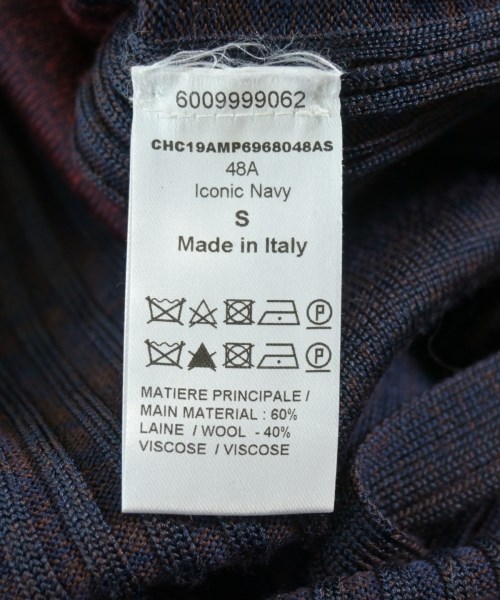 6009999062
CHC19AMP6968048AS
48A
Iconic Navy
S
Made in Italy
P
P
MATIERE PRINCIPALE /
MAIN MATERIAL : 60%
LAINE / WOOL - 40%
VISCOSE / VISCOSE